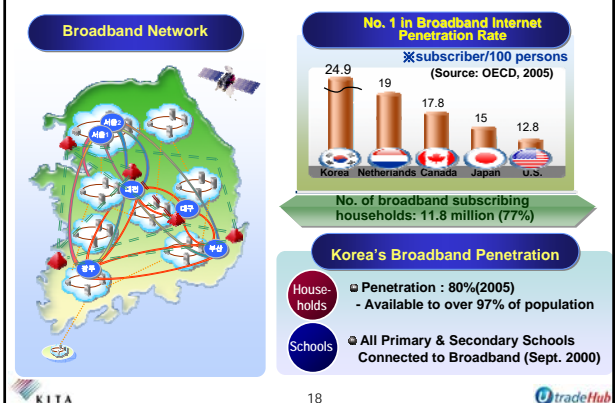 Broadband Network
서울2
서울1
대전
대구
부산
광주
No. 1 in Broadband Internet
Penetration Rate
※subscriber/100 persons
(Source: OECD, 2005)
24.9
19
17.8
15
12.8
Korea
Netherlands
Canada
Japan
U.S.
No. of broadband subscribing
households: 11.8 million (77%)
Korea's Broadband Penetration
House-
holds
Penetration : 80%(2005)
- Available to over 97% of population
Schools
All Primary & Secondary Schools
Connected to Broadband (Sept. 2000)
KITA
18
UtradeHub